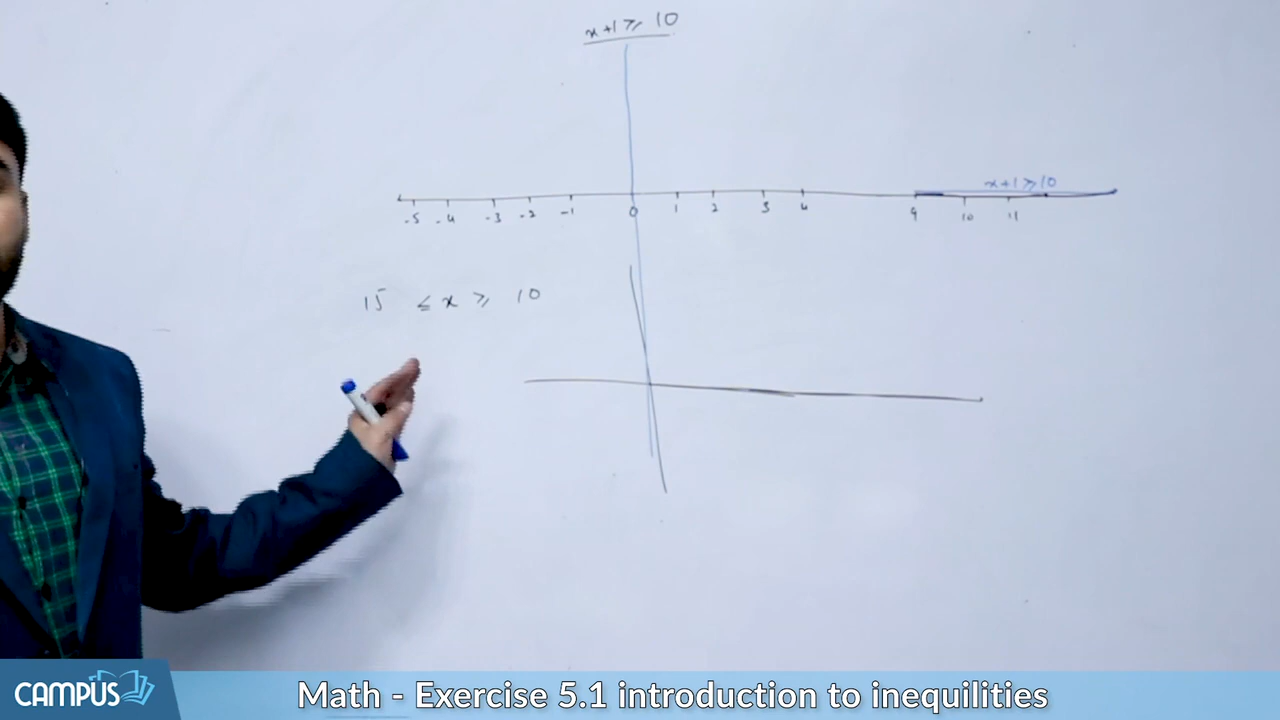 x+1 ≥ 10
x+1 ≥ 10
-5 -4 -3 -2 -1 0 1 2 3 4 9 10 11
15 ≤ x ≥ 10
CAMPUS
Math - Exercise 5.1 introduction to inequilities